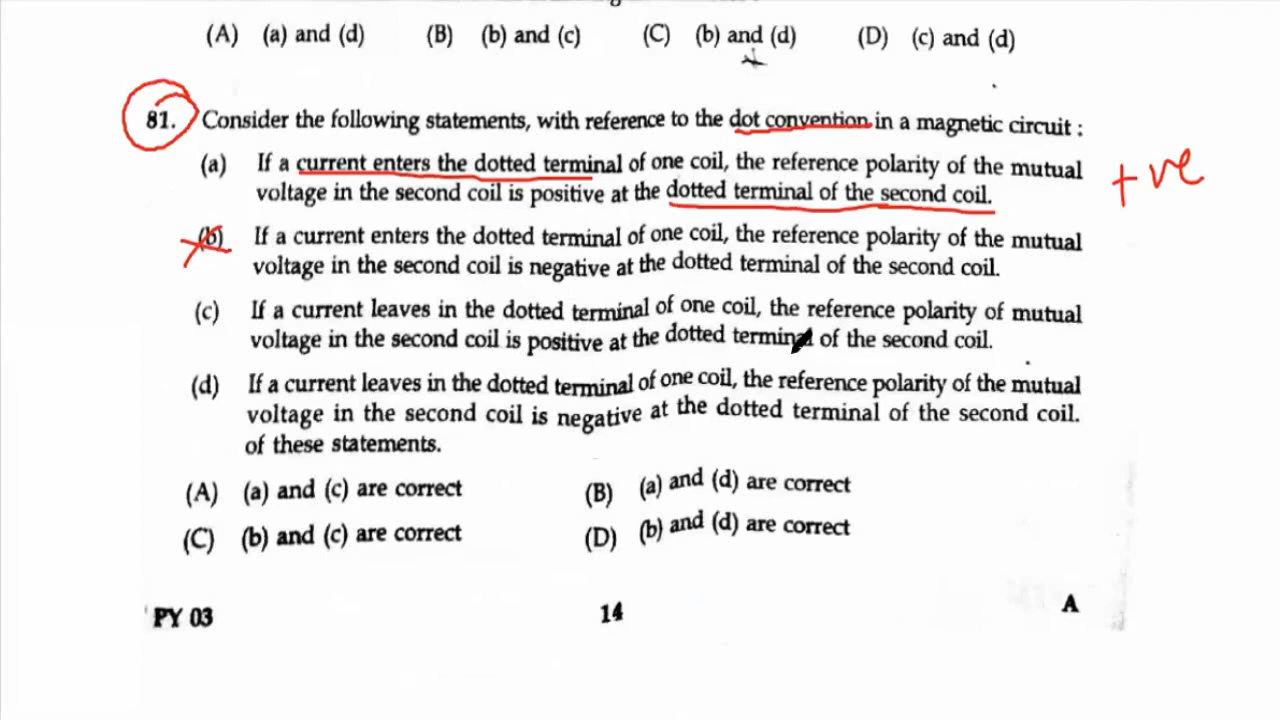 (A) (a) and (d) (B) (b) and (c) (C) (b) and (d) (D) (c) and (d)
81. Consider the following statements, with reference to the dot convention in a magnetic circuit :
(a) If a current enters the dotted terminal of one coil, the reference polarity of the mutual
voltage in the second coil is positive at the dotted terminal of the second coil.
+ve
(b) If a current enters the dotted terminal of one coil, the reference polarity of the mutual
voltage in the second coil is negative at the dotted terminal of the second coil.
(c) If a current leaves in the dotted terminal of one coil, the reference polarity of mutual
voltage in the second coil is positive at the dotted terminal of the second coil.
(d) If a current leaves in the dotted terminal of one coil, the reference polarity of the mutual
voltage in the second coil is negative at the dotted terminal of the second coil.
of these statements.
(A) (a) and (c) are correct (B) (a) and (d) are correct
(C) (b) and (c) are correct (D) (b) and (d) are correct
PY 03 14 A